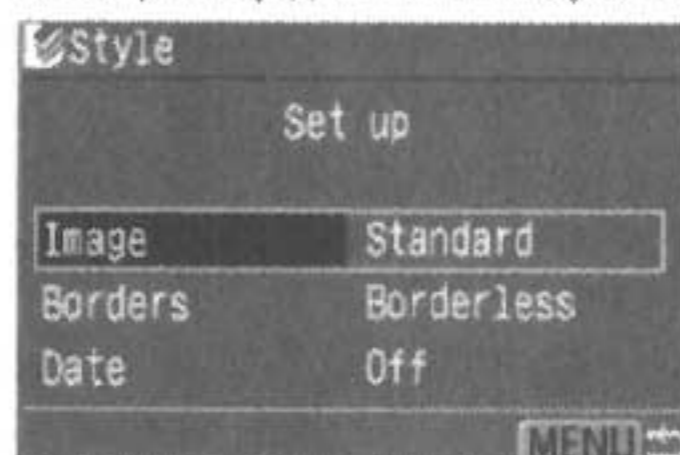 Style
Set up
Image Standard
Borders Borderless
Date Off
MENU